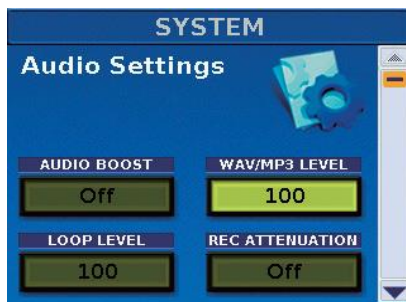 SYSTEM
Audio Settings
AUDIO BOOST WAV/MP3 LEVEL
Off 100
LOOP LEVEL REC ATTENUATION
100 Off